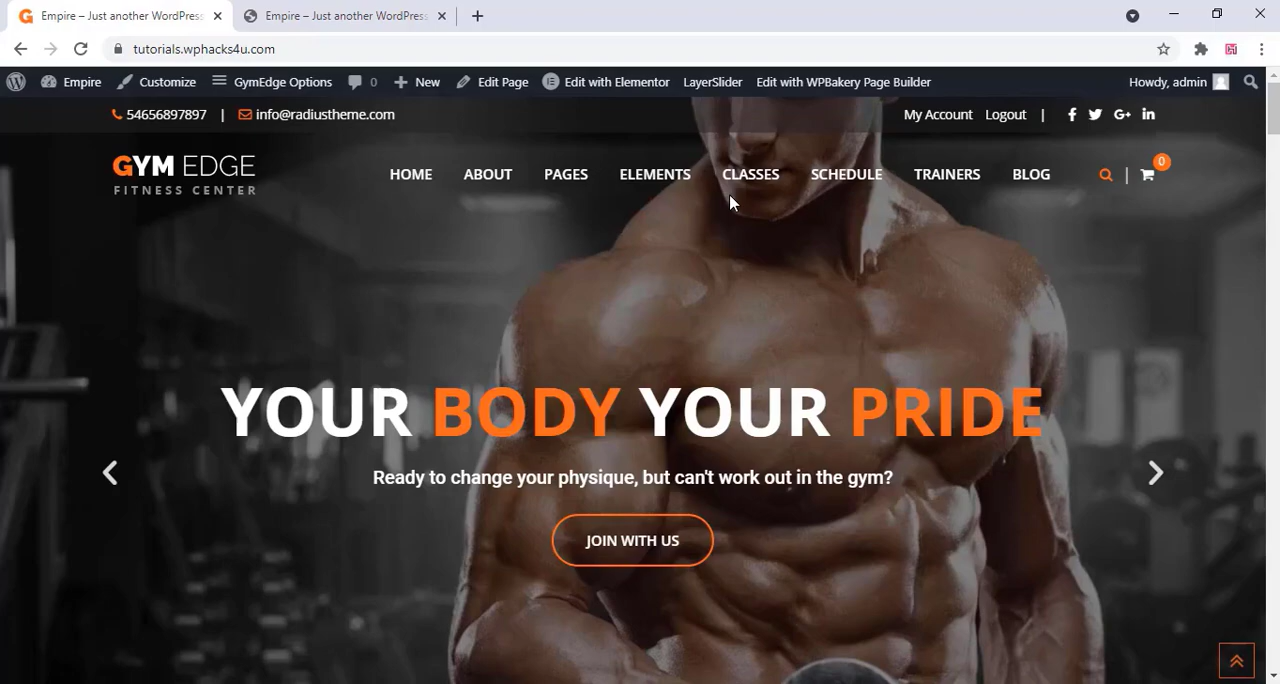 Empire – Just another WordPress
Empire – Just another WordPress
tutorials.wphacks4u.com
Empire Customize GymEdge Options 0 New Edit Page Edit with Elementor LayerSlider Edit with WPBakery Page Builder Howdy, admin
54656897897 | info@radiustheme.com My Account Logout |
GYM EDGE
FITNESS CENTER
HOME ABOUT PAGES ELEMENTS CLASSES SCHEDULE TRAINERS BLOG | 0
YOUR BODY YOUR PRIDE
Ready to change your physique, but can't work out in the gym?
JOIN WITH US